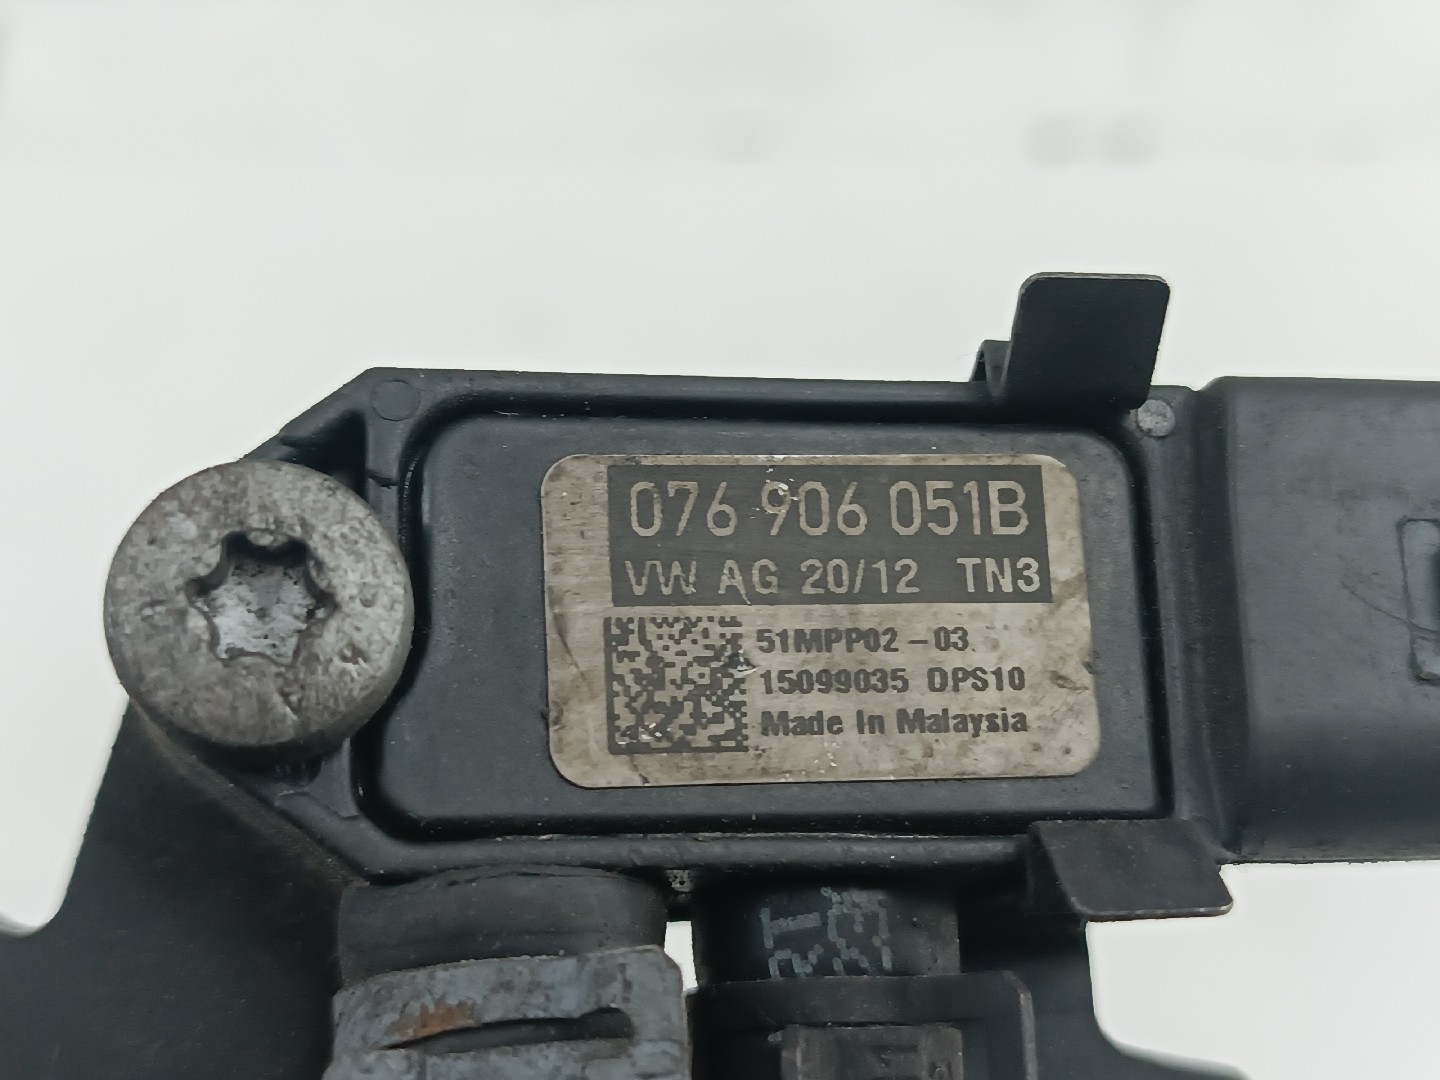 076 906 051B
VW AG 20/12 TN3
51MPP02-03
15099035 DPS10
Made In Malaysia